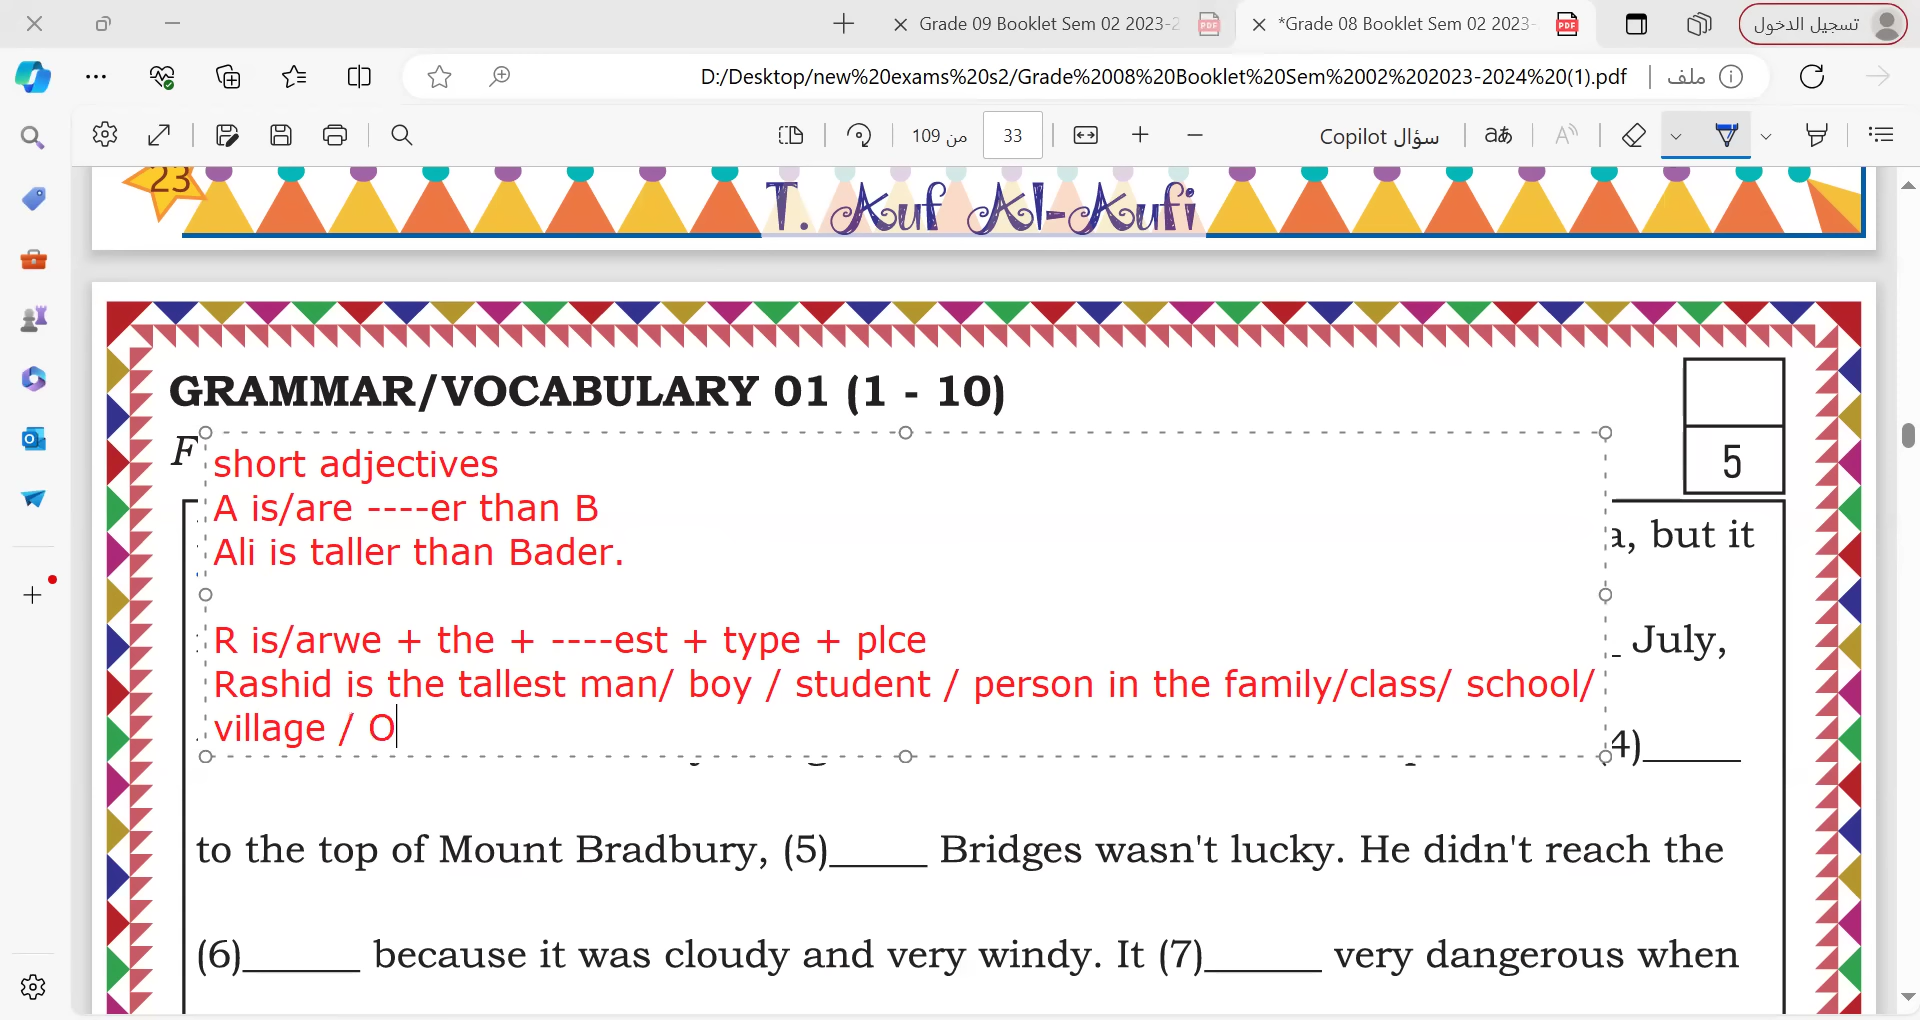 Grade 09 Booklet Sem 02 2023-2
*Grade 08 Booklet Sem 02 2023-
تسجيل الدخول
D:/Desktop/new%20exams%20s2/Grade%2008%20Booklet%20Sem%2002%202023-2024%20(1).pdf
ملف
109 من
33
سؤال Copilot
23
T. Auf Al-Aufi
GRAMMAR/VOCABULARY 01 (1 - 10)
F
5
short adjectives
A is/are ----er than B
Ali is taller than Bader.
a, but it
R is/arwe + the + ----est + type + plce
_ July,
Rashid is the tallest man/ boy / student / person in the family/class/ school/
village / O
4)_____
to the top of Mount Bradbury, (5)_____ Bridges wasn't lucky. He didn't reach the
(6)______ because it was cloudy and very windy. It (7)______ very dangerous when